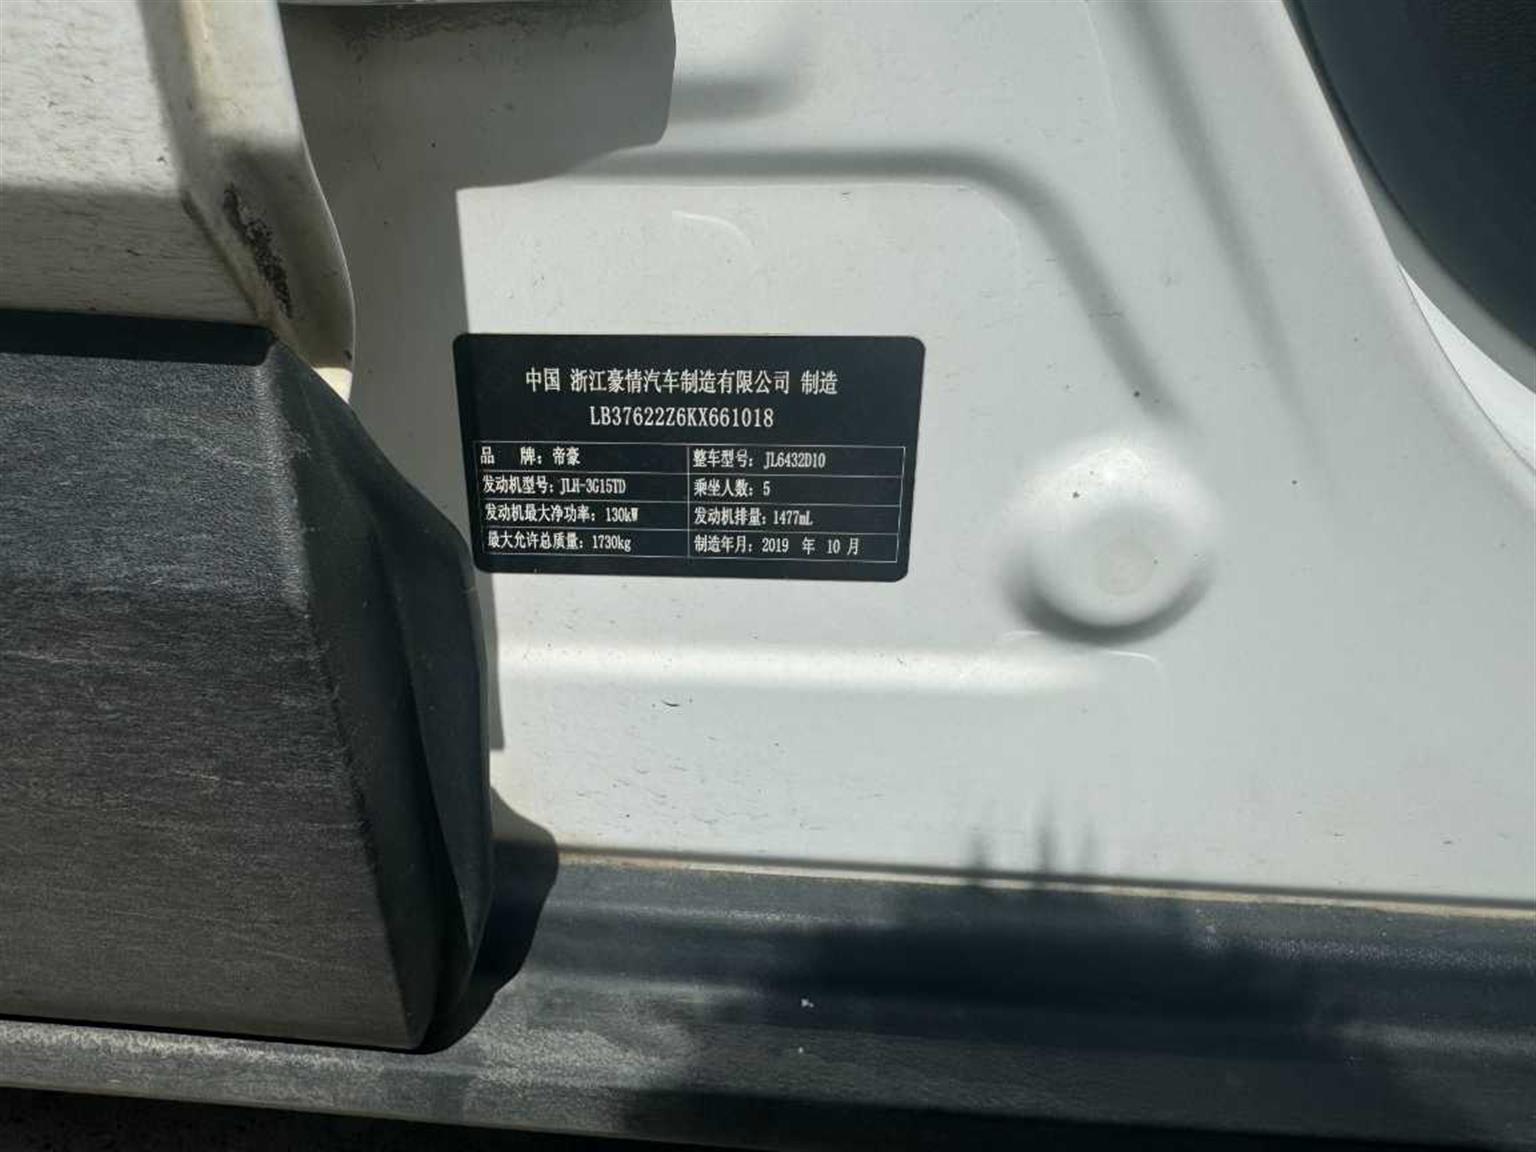 中国 浙江豪情汽车制造有限公司 制造
LB37622Z6KX661018
品 牌：帝豪 整车型号：JL6432D10
发动机型号：JLH-3G15TD 乘坐人数：5
发动机最大净功率：130kW 发动机排量：1477mL
最大允许总质量：1730kg 制造年月：2019 年 10 月